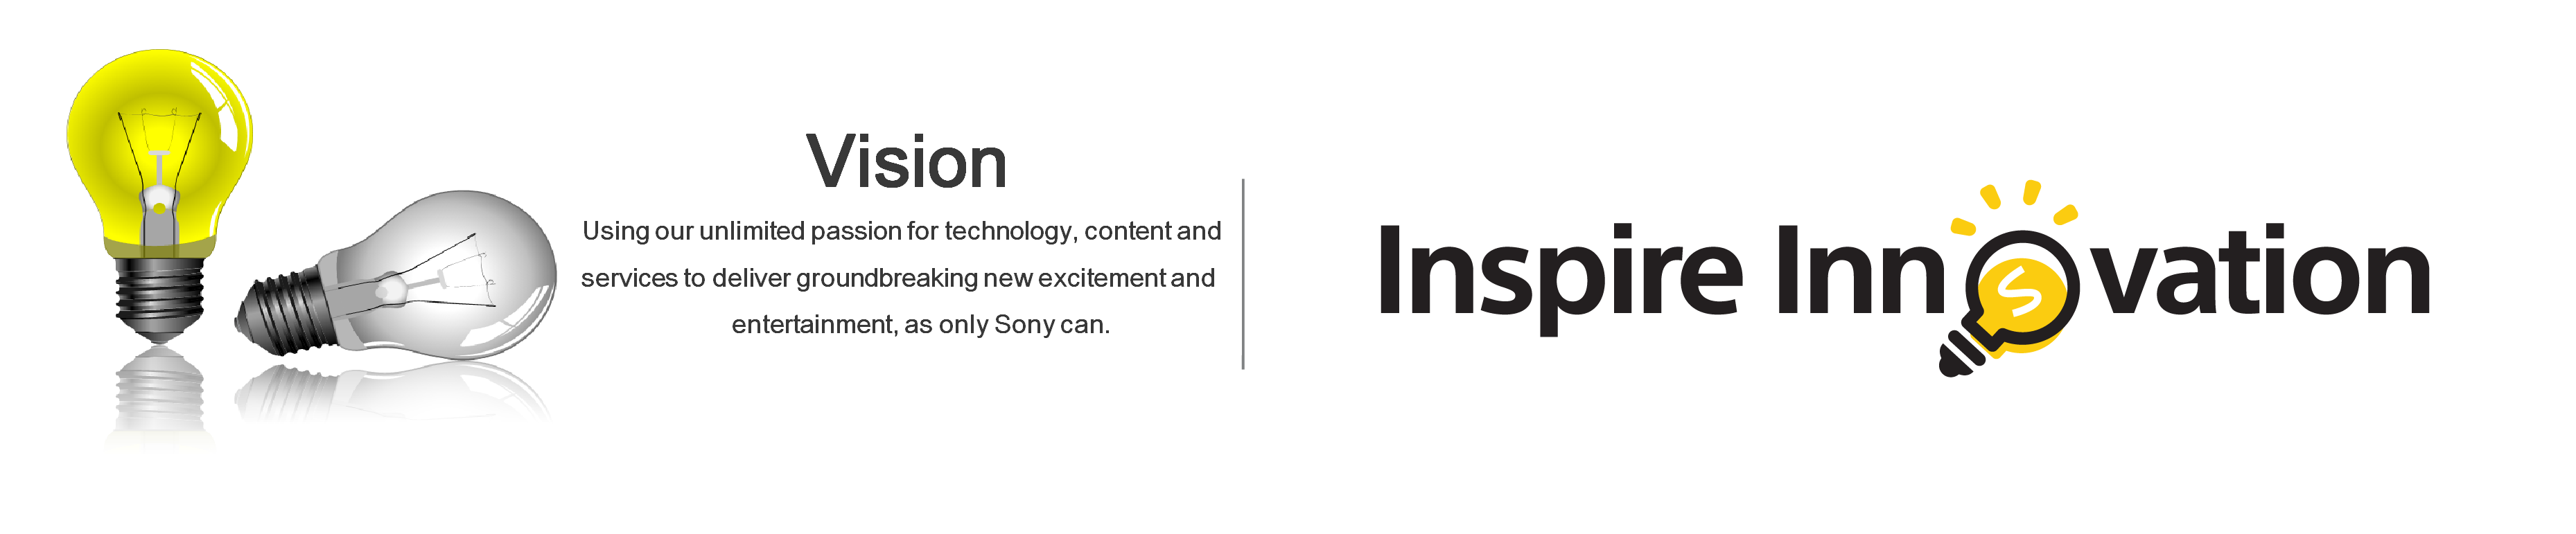 Vision
Using our unlimited passion for technology, content and
services to deliver groundbreaking new excitement and
entertainment, as only Sony can.
Inspire Innovation
S